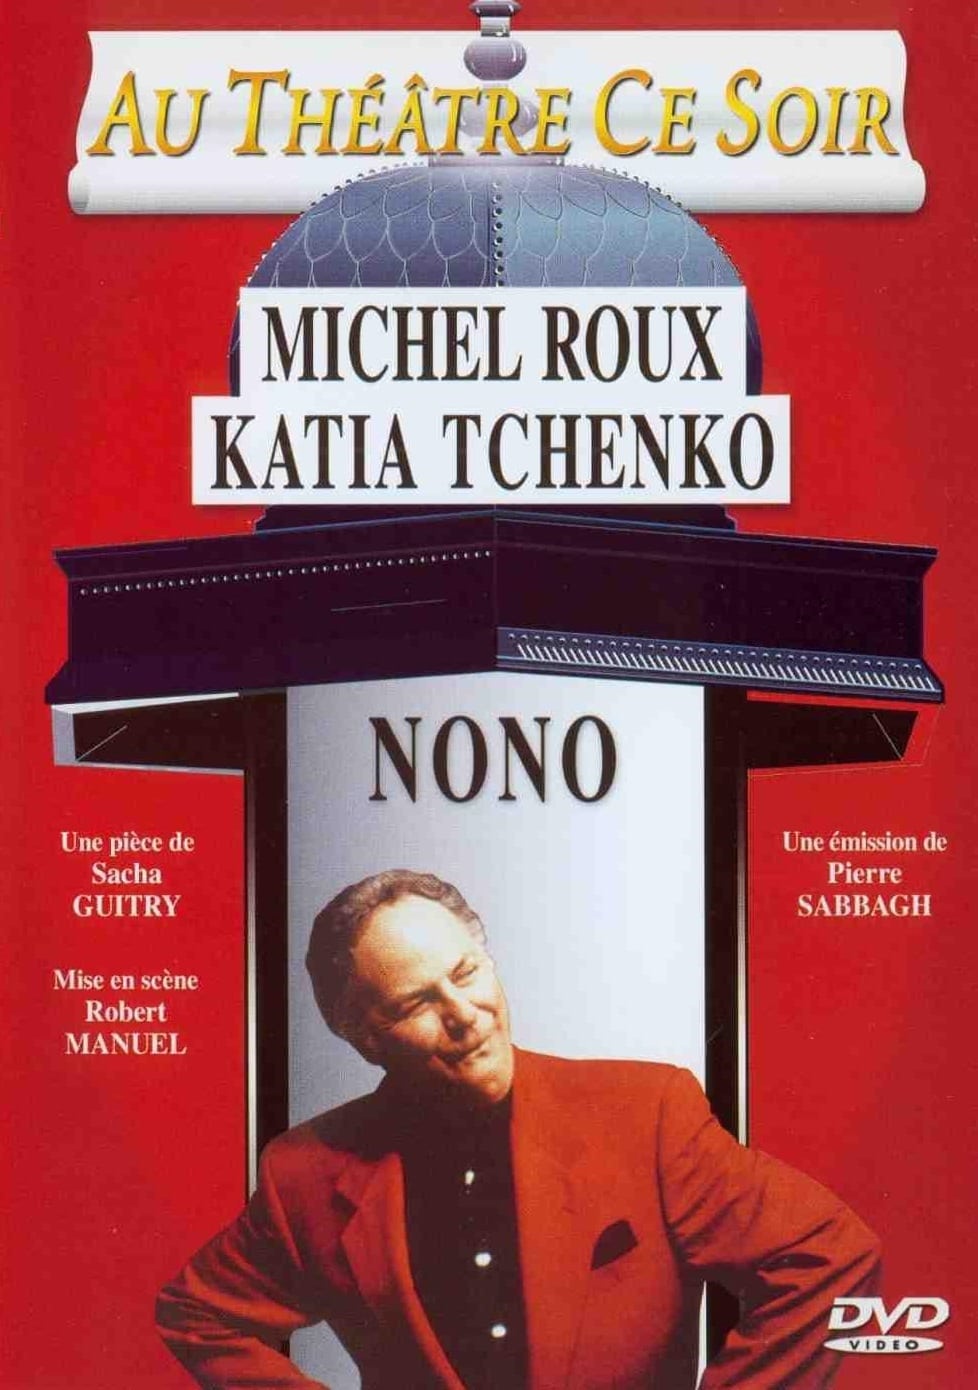 AU THÉÂTRE CE SOIR
MICHEL ROUX
KATIA TCHENKO
NONO
Une pièce de
Sacha
GUITRY
Mise en scène
Robert
MANUEL
Une émission de
Pierre
SABBAGH
DVD
VIDEO